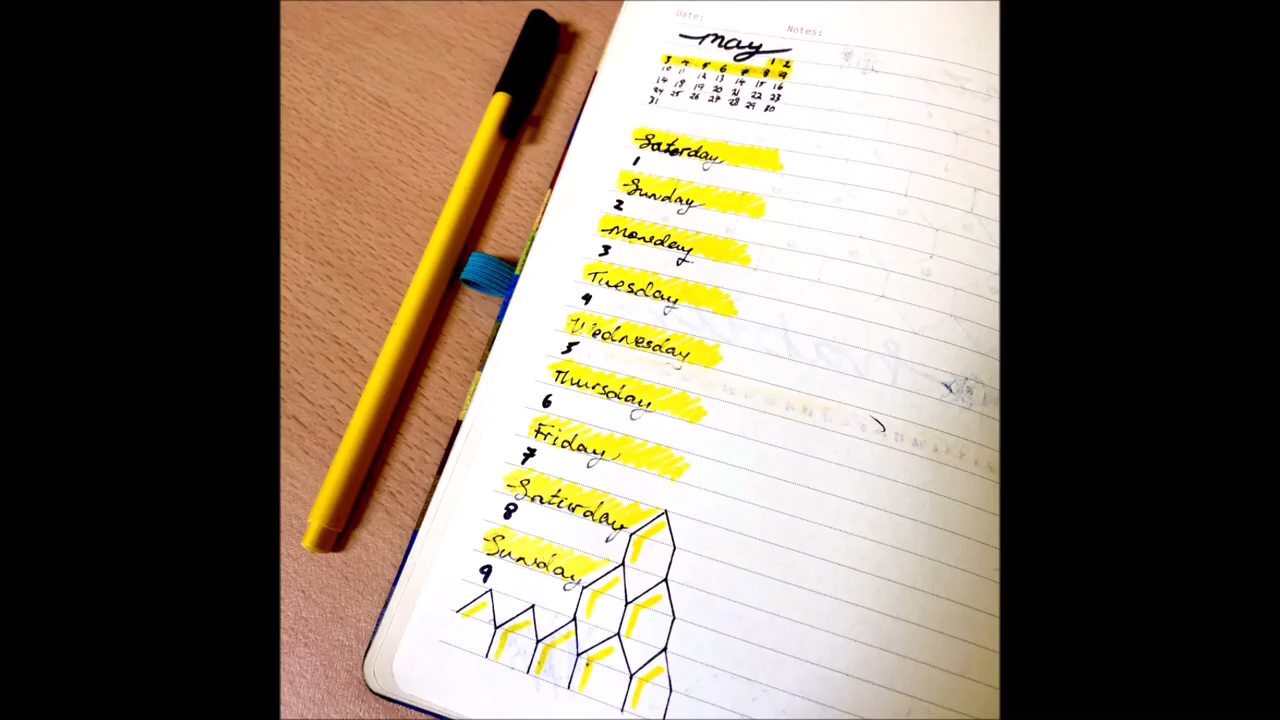 Date: Notes:
may
1 2
3 4 5 6 7 8 9
10 11 12 13 14 15 16
14 18 19 20 21 22 23
24 25 26 27 28 29 30
31
Saturday
1
Sunday
2
Monday
3
Tuesday
4
Wednesday
5
Thursday
6
Friday
7
Saturday
8
Sunday
9